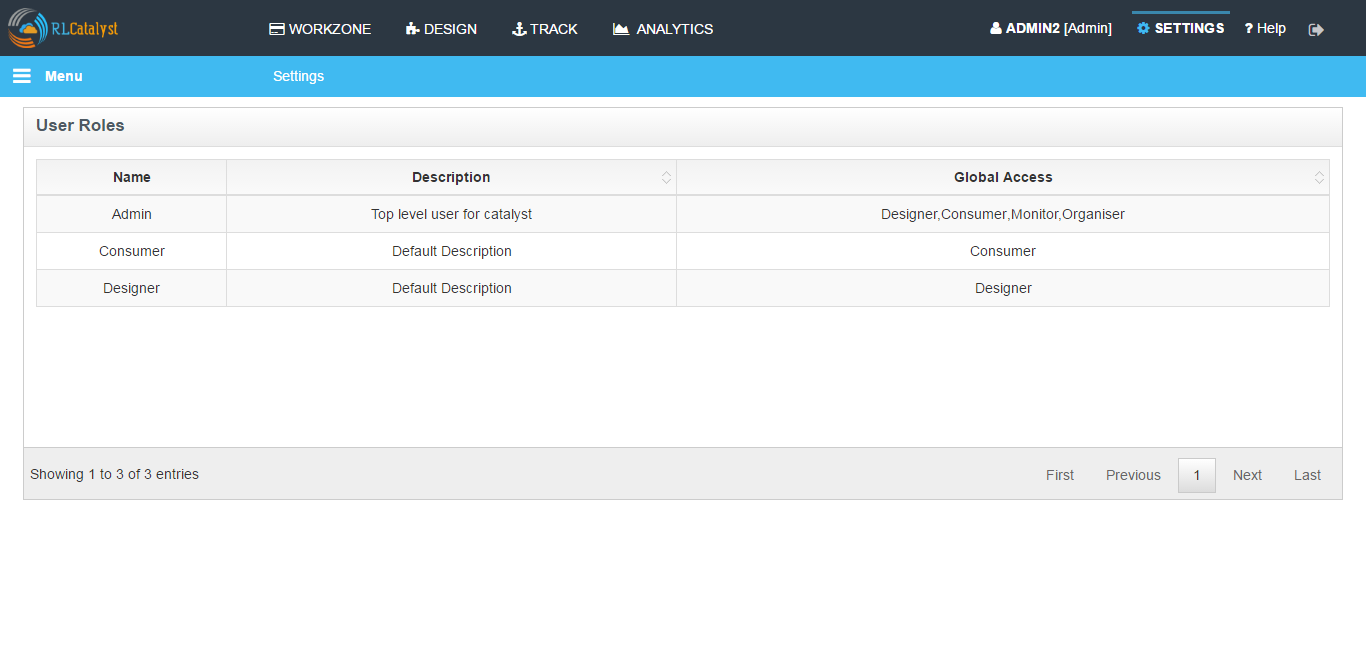 RLCatalyst WORKZONE DESIGN TRACK ANALYTICS ADMIN2 [Admin] SETTINGS ? Help
Menu Settings
User Roles
Name Description Global Access
Admin Top level user for catalyst Designer,Consumer,Monitor,Organiser
Consumer Default Description Consumer
Designer Default Description Designer
Showing 1 to 3 of 3 entries First Previous 1 Next Last